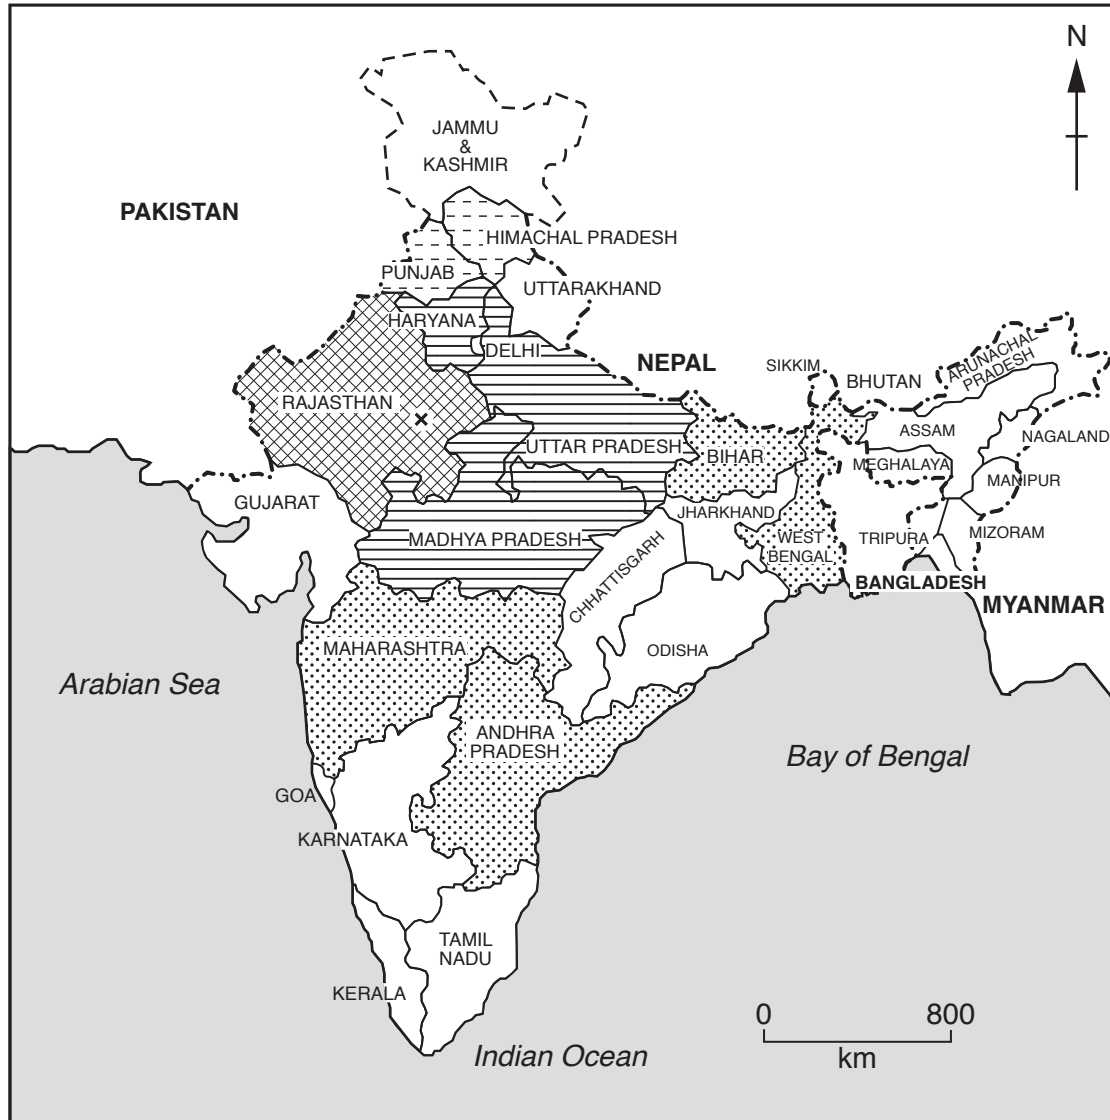 N
JAMMU
&
KASHMIR
PAKISTAN
HIMACHAL PRADESH
PUNJAB
UTTARAKHAND
HARYANA
DELHI
NEPAL
SIKKIM
BHUTAN
ARUNACHAL
PRADESH
RAJASTHAN
×
UTTAR PRADESH
BIHAR
ASSAM
NAGALAND
MEGHALAYA
MANIPUR
GUJARAT
JHARKHAND
MADHYA PRADESH
WEST
BENGAL
TRIPURA
MIZORAM
CHHATTISGARH
BANGLADESH
MYANMAR
MAHARASHTRA
ODISHA
Arabian Sea
ANDHRA
PRADESH
Bay of Bengal
GOA
KARNATAKA
TAMIL
NADU
KERALA
0 800
km
Indian Ocean